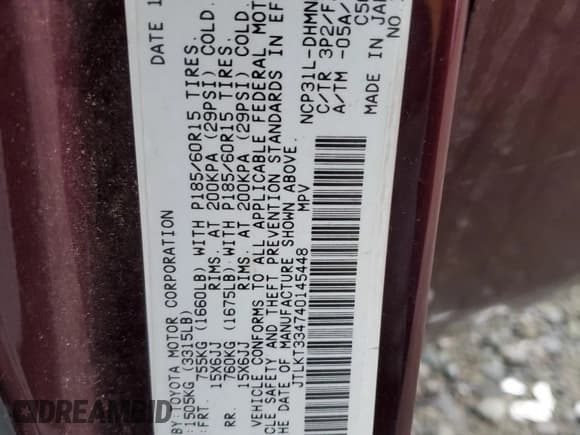 DATE 1
BY:TOYOTA MOTOR CORPORATION
:1505KG (3315LB)
:FRT. 755KG (1660LB) WITH P185/60R15 TIRES.
15X6JJ RIMS. AT 200KPA (29PSI) COLD.
RR. 760KG (1675LB) WITH P185/60R15 TIRES.
15X6JJ RIMS. AT 200KPA (29PSI) COLD.
VEHICLE CONFORMS TO ALL APPLICABLE FEDERAL MOT
CLE SAFETY AND THEFT PREVENTION STANDARDS IN EF
E DATE OF MANUFACTURE SHOWN ABOVE.
JTLKT334740145448
MPV
NCP31L-DHMN
C/TR 3P2/F
A/TM -05A/
C5
MADE IN JA
NO
DREAMBID